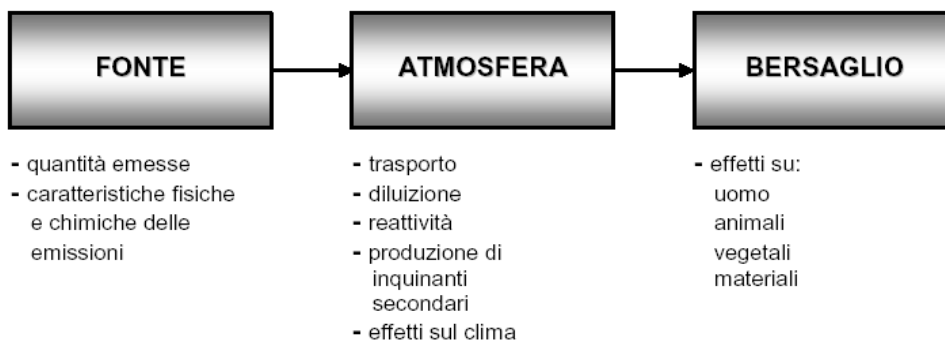 FONTE
ATMOSFERA
BERSAGLIO
- quantità emesse
- caratteristiche fisiche
e chimiche delle
emissioni
- trasporto
- diluizione
- reattività
- produzione di
inquinanti
secondari
- effetti sul clima
- effetti su:
uomo
animali
vegetali
materiali